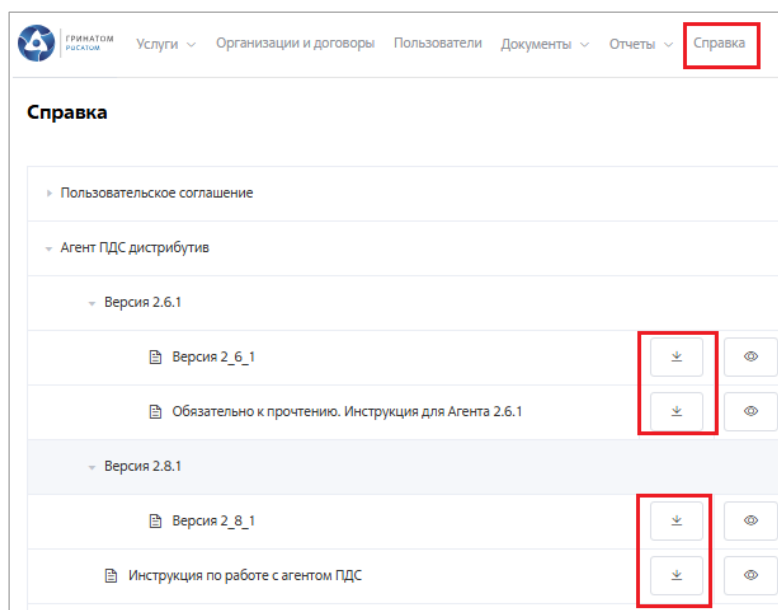 ГРИНАТОМ
РОСАТОМ
Услуги Организации и договоры Пользователи Документы Отчеты Справка
Справка
Пользовательское соглашение
Агент ПДС дистрибутив
Версия 2.6.1
Версия 2_6_1
Обязательно к прочтению. Инструкция для Агента 2.6.1
Версия 2.8.1
Версия 2_8_1
Инструкция по работе с агентом ПДС